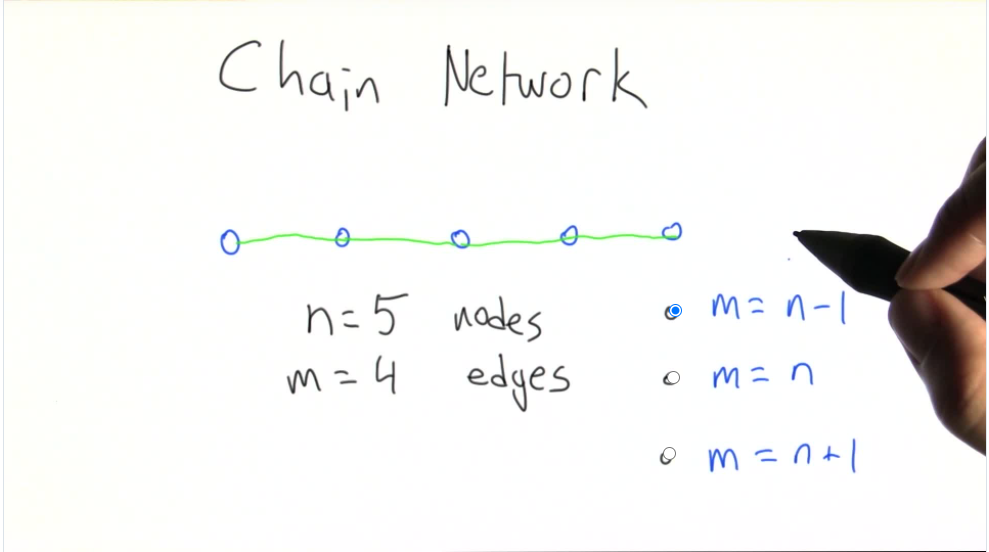 Chain Network
n=5 nodes
m=4 edges
m=n-1
m=n
m=n+1